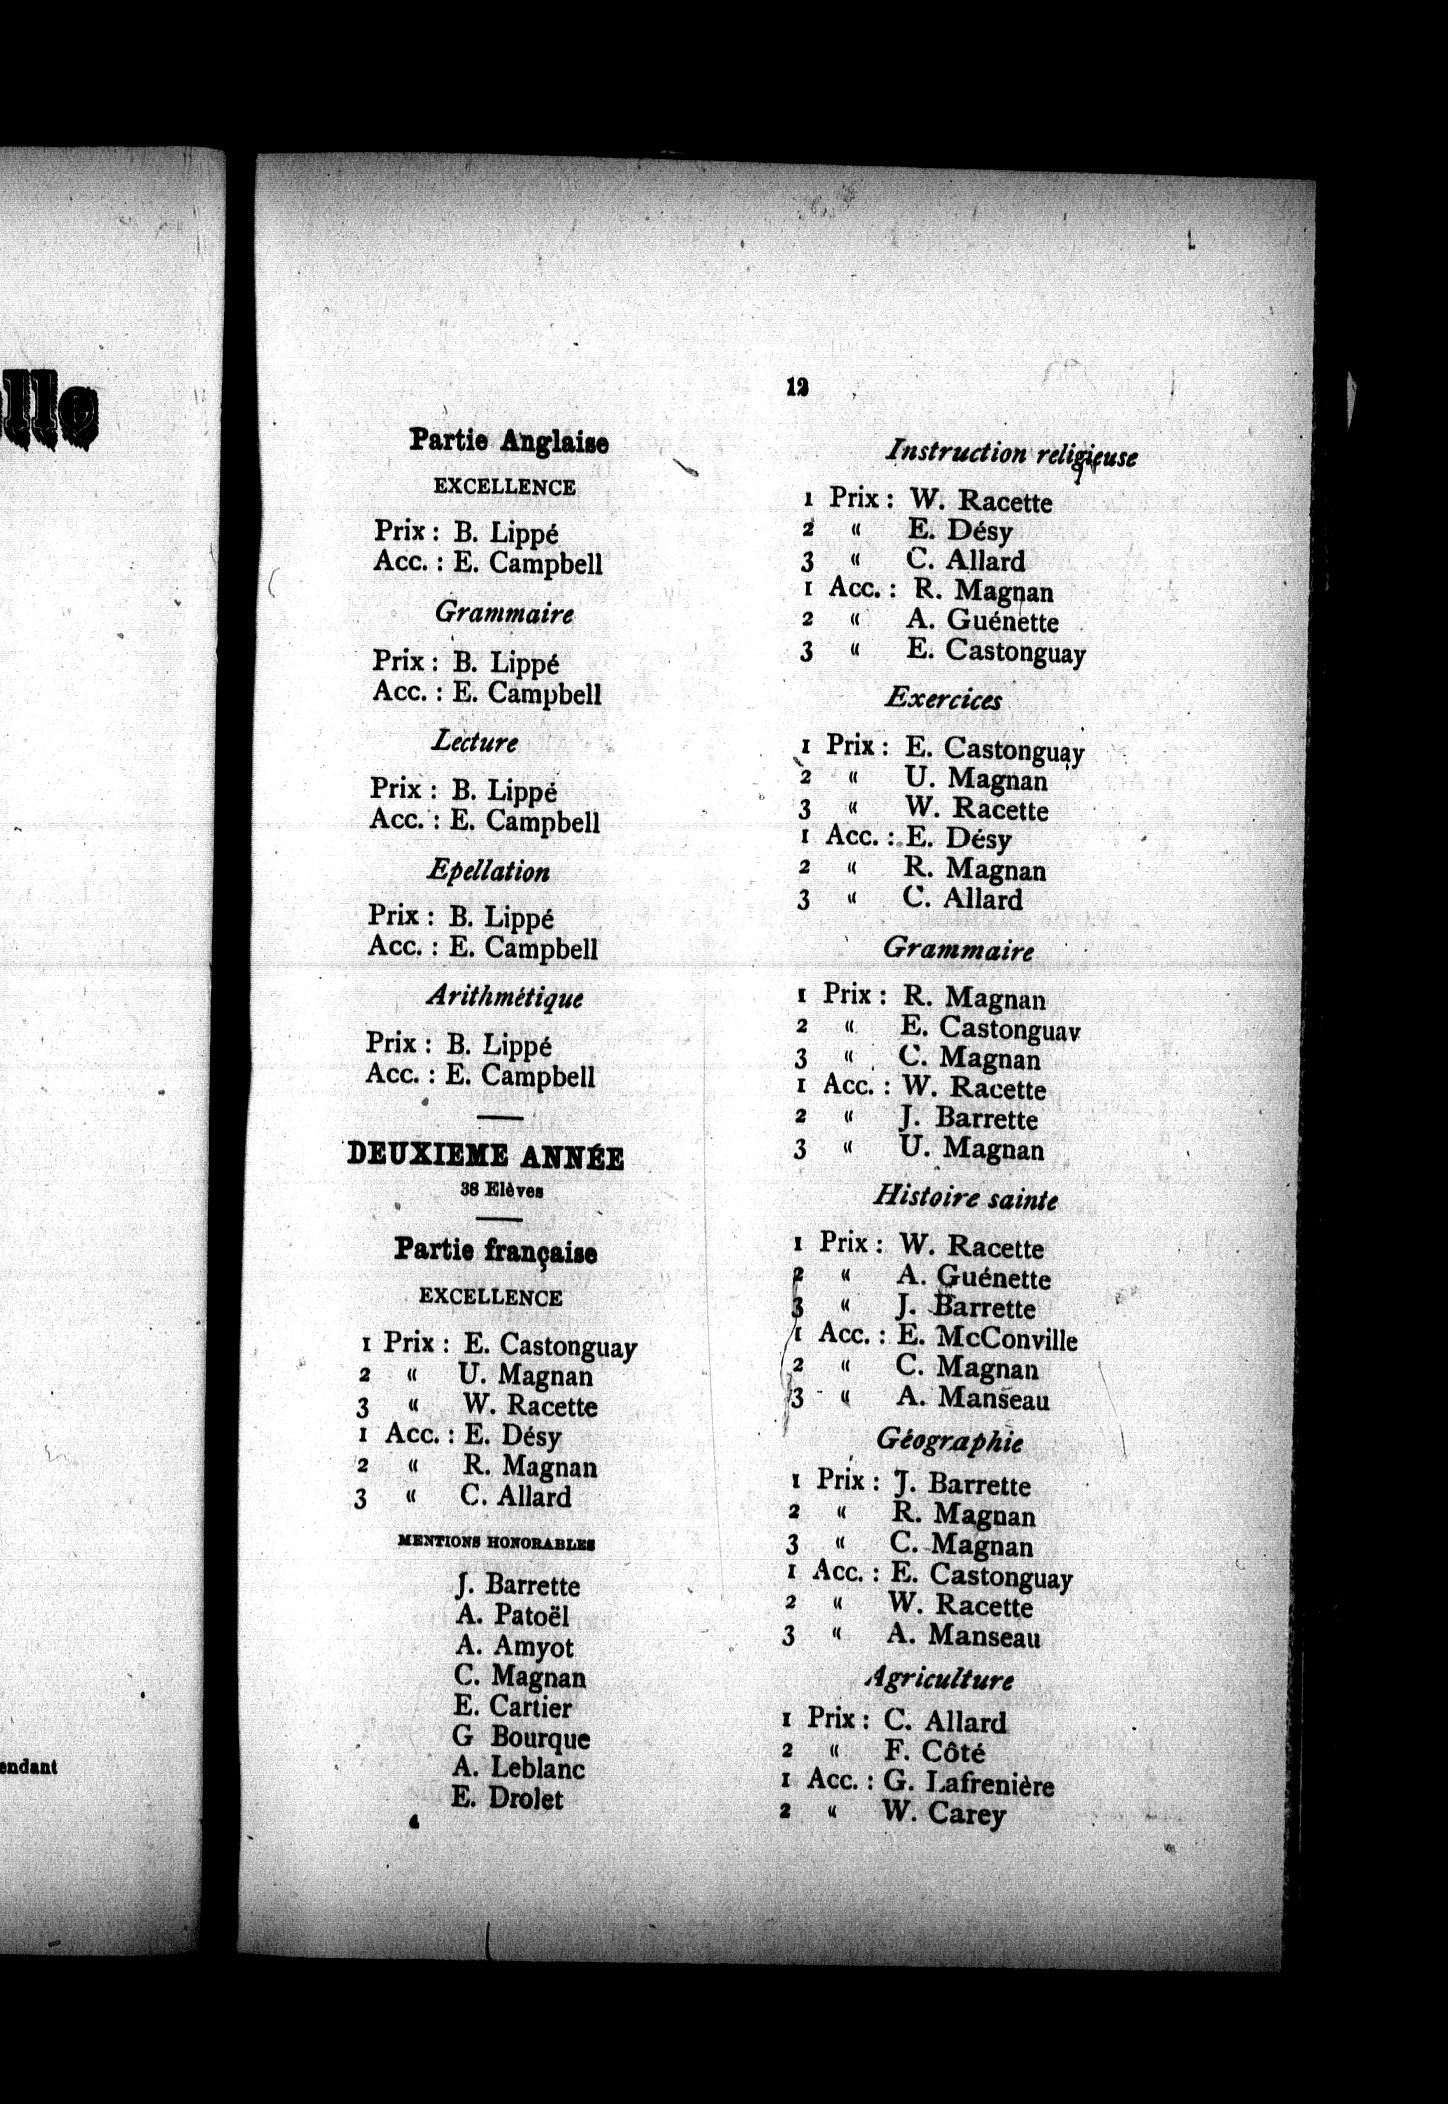 lle
endant
12
Partie Anglaise
EXCELLENCE
Prix : B. Lippé
Acc. : E. Campbell
Grammaire
Prix : B. Lippé
Acc. : E. Campbell
Lecture
Prix : B. Lippé
Acc. : E. Campbell
Epellation
Prix : B. Lippé
Acc. : E. Campbell
Arithmétique
Prix : B. Lippé
Acc. : E. Campbell
DEUXIEME ANNÉE
38 Elèves
Partie française
EXCELLENCE
1 Prix : E. Castonguay
2 " U. Magnan
3 " W. Racette
1 Acc. : E. Désy
2 " R. Magnan
3 " C. Allard
MENTIONS HONORABLES
J. Barrette
A. Patoël
A. Amyot
C. Magnan
E. Cartier
G Bourque
A. Leblanc
E. Drolet
Instruction religieuse
1 Prix : W. Racette
2 " E. Désy
3 " C. Allard
1 Acc. : R. Magnan
2 " A. Guénette
3 " E. Castonguay
Exercices
1 Prix : E. Castonguay
2 " U. Magnan
3 " W. Racette
1 Acc. : E. Désy
2 " R. Magnan
3 " C. Allard
Grammaire
1 Prix : R. Magnan
2 " E. Castonguay
3 " C. Magnan
1 Acc. : W. Racette
2 " J. Barrette
3 " U. Magnan
Histoire sainte
1 Prix : W. Racette
2 " A. Guénette
3 " J. Barrette
1 Acc. : E. McConville
2 " C. Magnan
3 " A. Manseau
Géographie
1 Prix : J. Barrette
2 " R. Magnan
3 " C. Magnan
1 Acc. : E. Castonguay
2 " W. Racette
3 " A. Manseau
Agriculture
1 Prix : C. Allard
2 " F. Côté
1 Acc. : G. Lafrenière
2 " W. Carey